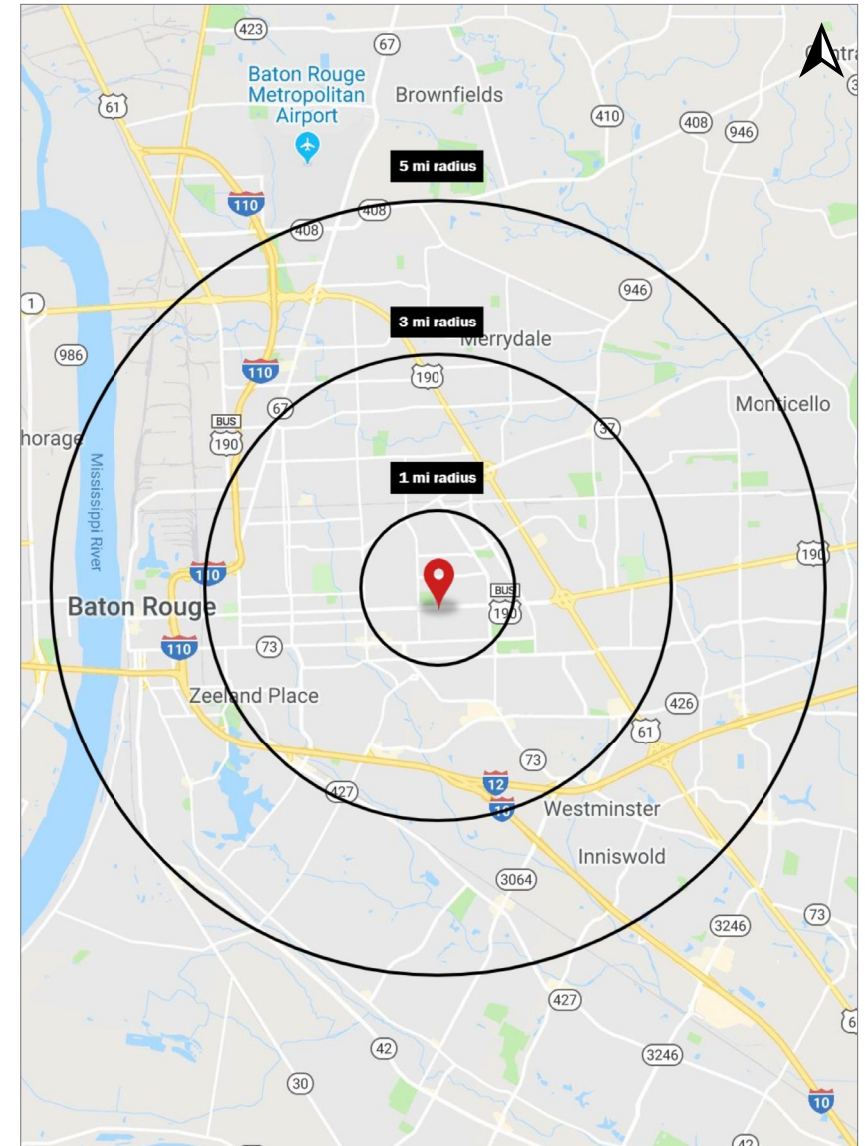 423
67
Baton Rouge
Metropolitan
Airport
Brownfields
61
410
408
946
5 mi radius
110
408
408
946
1
3 mi radius
Merrydale
986
110
190
67
Monticello
BUS
190
37
horage
1 mi radius
Mississippi River
190
110
BUS
190
Baton Rouge
110
73
Zeeland Place
426
61
73
12
427
10
Westminster
Inniswold
3064
73
3246
427
6
42
3246
30
10
42